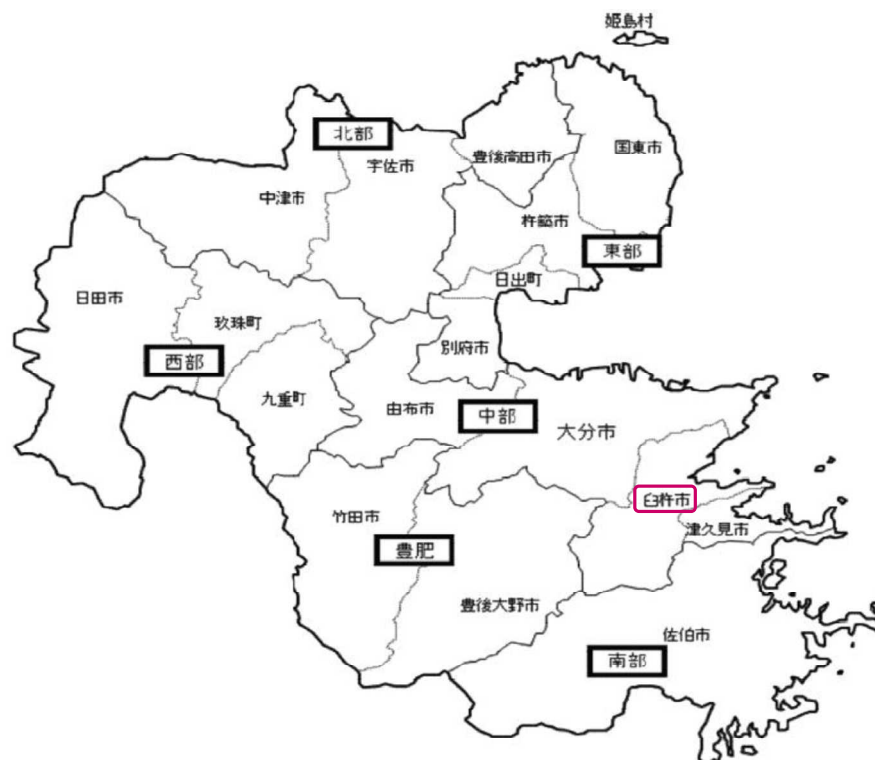 姫島村
北部
宇佐市
豊後高田市
国東市
中津市
杵築市
東部
日出町
日田市
玖珠町
別府市
西部
九重町
由布市
中部
大分市
臼杵市
竹田市
津久見市
豊肥
豊後大野市
佐伯市
南部